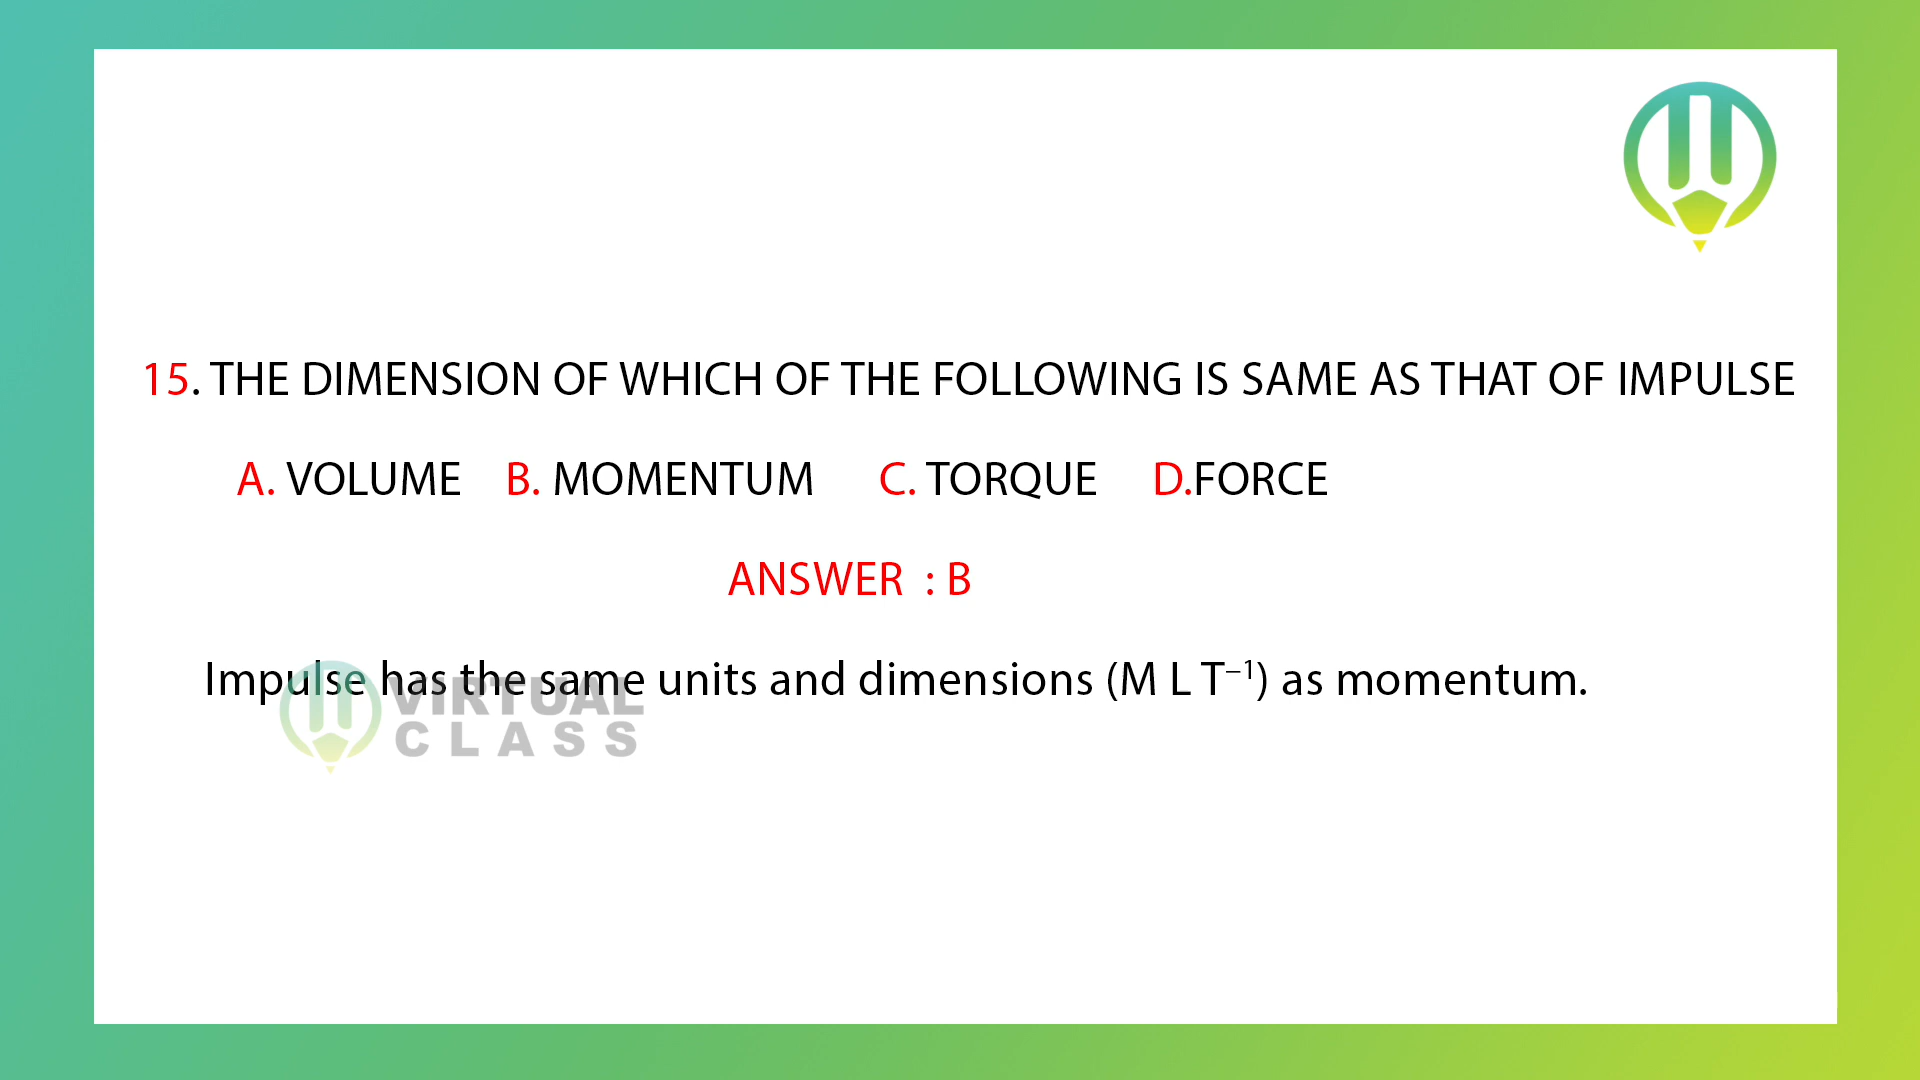 15. THE DIMENSION OF WHICH OF THE FOLLOWING IS SAME AS THAT OF IMPULSE
A. VOLUME B. MOMENTUM C. TORQUE D.FORCE
ANSWER : B
Impulse has the same units and dimensions (M L T⁻¹) as momentum.
VIRTUAL
CLASS